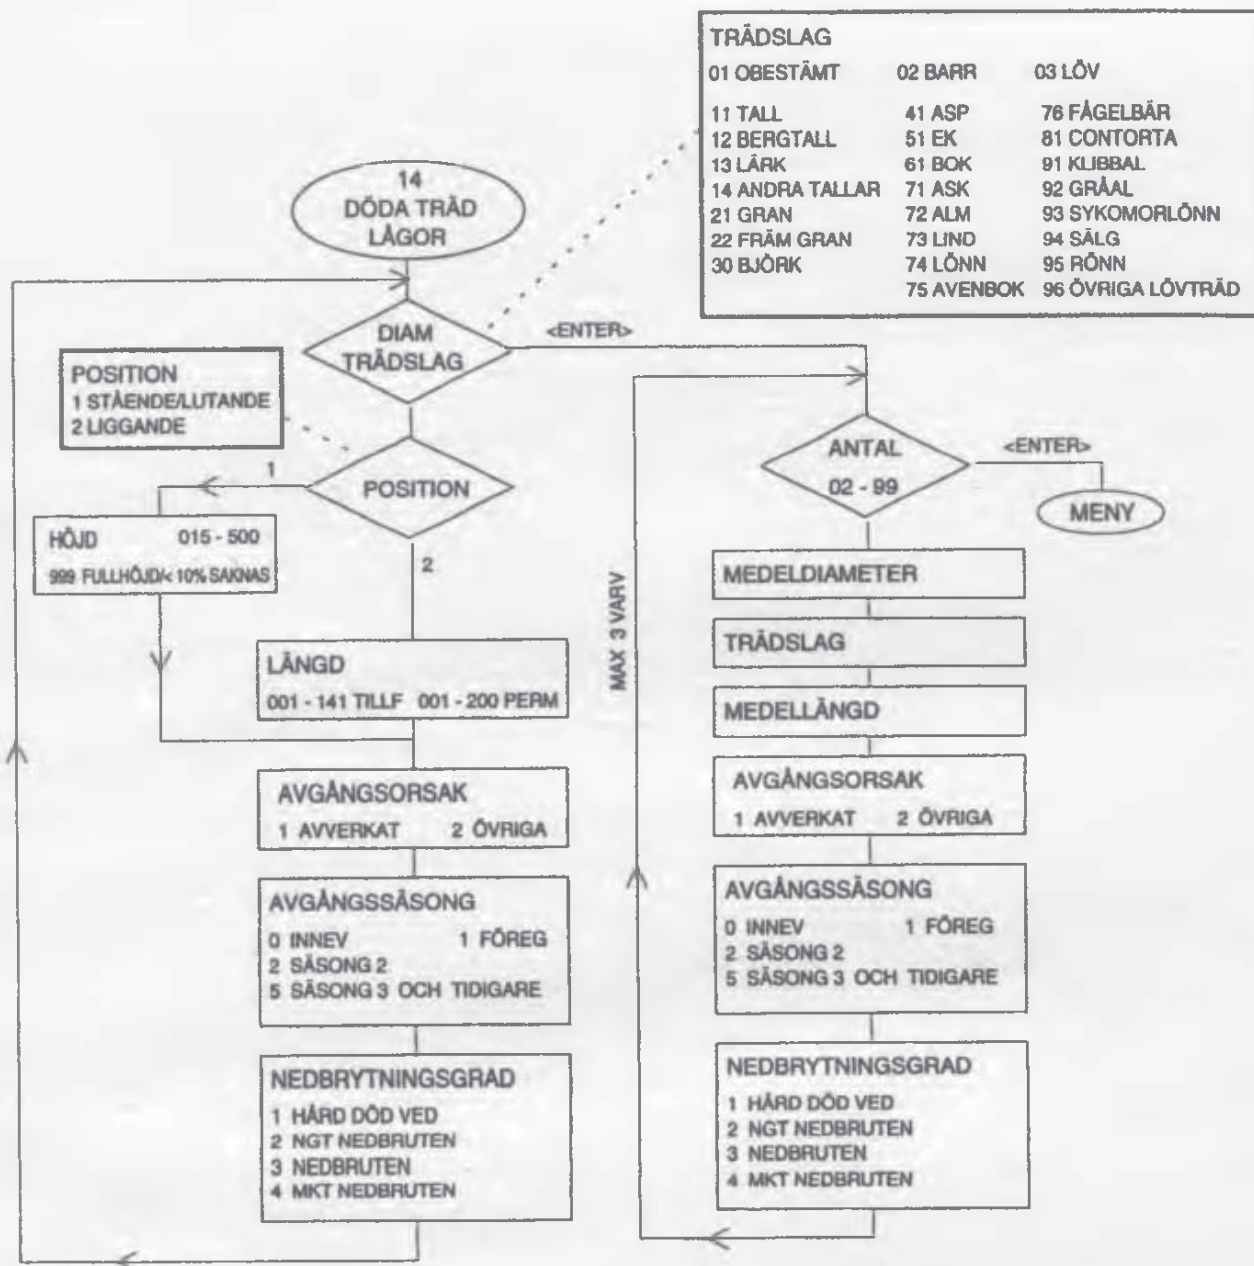 TRÄDSLAG
01 OBESTÄMT 02 BARR 03 LÖV
11 TALL 41 ASP 76 FÅGELBÄR
12 BERGTALL 51 EK 81 CONTORTA
13 LÄRK 61 BOK 91 KLIBBAL
14 ANDRA TALLAR 71 ASK 92 GRÅAL
21 GRAN 72 ALM 93 SYKOMORLÖNN
22 FRÄM GRAN 73 LIND 94 SÄLG
30 BJÖRK 74 LÖNN 95 RÖNN
75 AVENBOK 96 ÖVRIGA LÖVTRÄD
14
DÖDA TRÄD
LÅGOR
DIAM
TRÄDSLAG
<ENTER>
POSITION
1 STÅENDE/LUTANDE
2 LIGGANDE
POSITION
1
2
HÖJD 015 - 500
999 FULLHÖJD/< 10% SAKNAS
LÄNGD
001 - 141 TILLF 001 - 200 PERM
AVGÅNGSORSAK
1 AVVERKAT 2 ÖVRIGA
AVGÅNGSSÄSONG
0 INNEV 1 FÖREG
2 SÄSONG 2
5 SÄSONG 3 OCH TIDIGARE
NEDBRYTNINGSGRAD
1 HÅRD DÖD VED
2 NGT NEDBRUTEN
3 NEDBRUTEN
4 MKT NEDBRUTEN
MAX 3 VARV
ANTAL
02 - 99
<ENTER>
MENY
MEDELDIAMETER
TRÄDSLAG
MEDELLÄNGD
AVGÅNGSORSAK
1 AVVERKAT 2 ÖVRIGA
AVGÅNGSSÄSONG
0 INNEV 1 FÖREG
2 SÄSONG 2
5 SÄSONG 3 OCH TIDIGARE
NEDBRYTNINGSGRAD
1 HÅRD DÖD VED
2 NGT NEDBRUTEN
3 NEDBRUTEN
4 MKT NEDBRUTEN